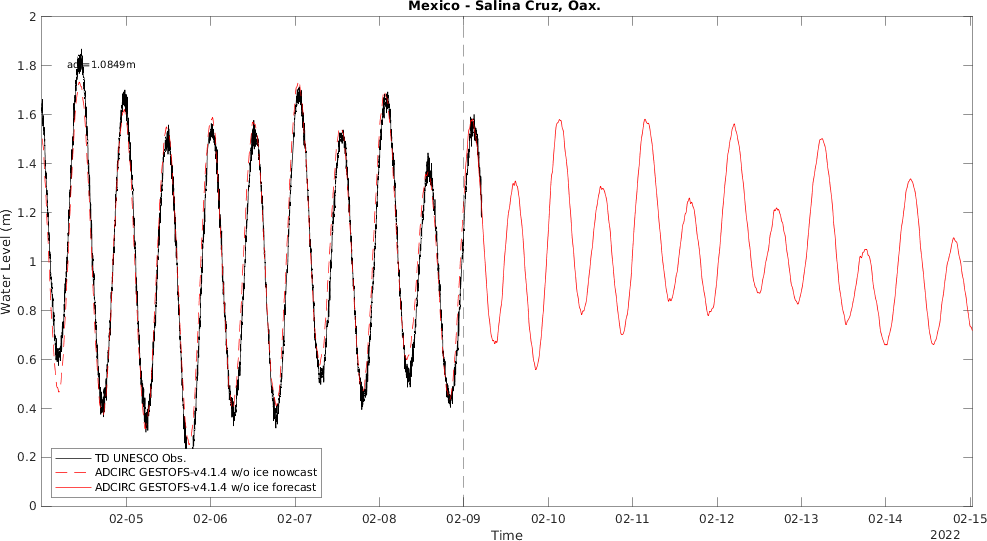 Mexico - Salina Cruz, Oax.
2
1.8
1.6
1.4
1.2
1
0.8
0.6
0.4
0.2
0
Water Level (m)
=1.0849m
TD UNESCO Obs.
ADCIRC GESTOFS-v4.1.4 w/o ice nowcast
ADCIRC GESTOFS-v4.1.4 w/o ice forecast
02-05 02-06 02-07 02-08 02-09 02-10 02-11 02-12 02-13 02-14 02-15
Time
2022